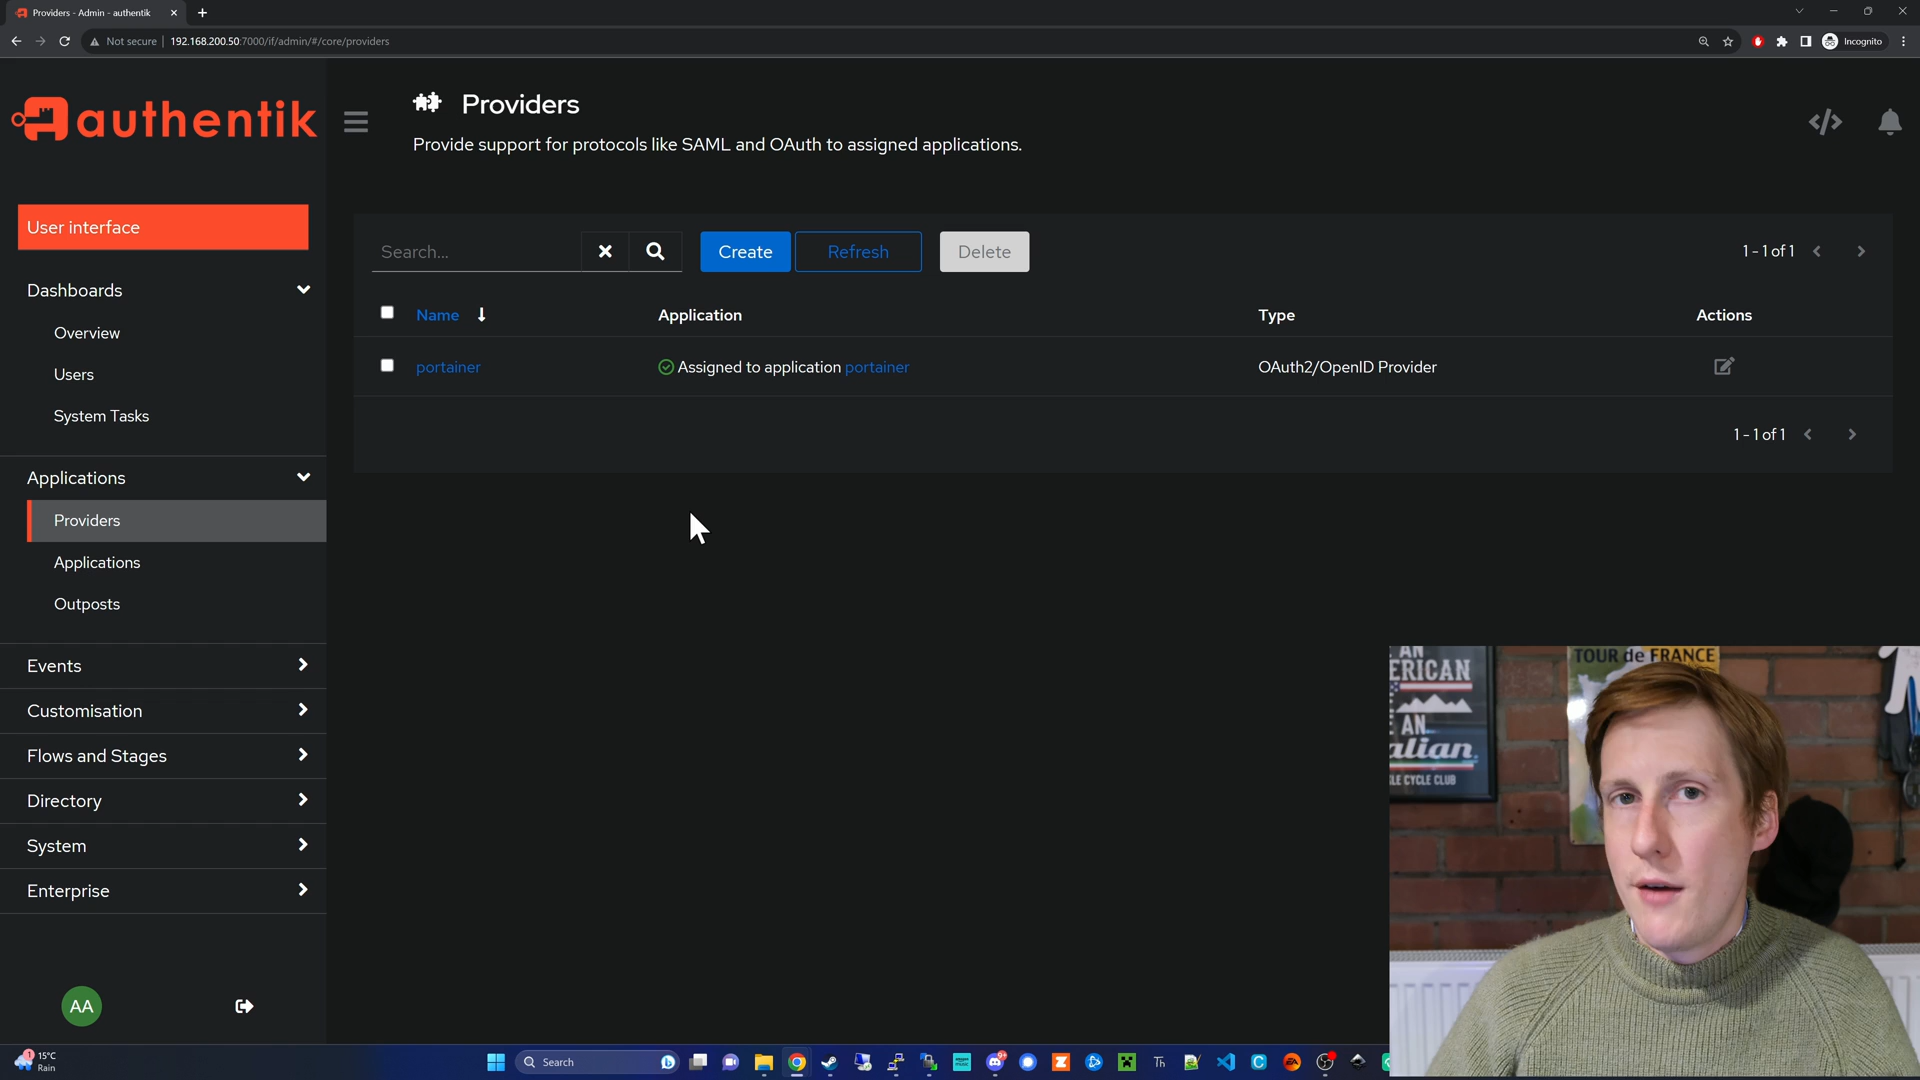 Providers - Admin - authentik
Not secure
192.168.200.50:7000/if/admin/#/core/providers
Incognito
authentik
Providers
Provide support for protocols like SAML and OAuth to assigned applications.
User interface
Dashboards
Overview
Users
System Tasks
Applications
Providers
Applications
Outposts
Events
Customisation
Flows and Stages
Directory
System
Enterprise
AA
Search...
Create
Refresh
Delete
1 - 1 of 1
Name
Application
Type
Actions
portainer
Assigned to application portainer
OAuth2/OpenID Provider
1 - 1 of 1
AN
ERICAN
AN
alian.
LE CYCLE CLUB
TOUR de FRANCE
1
15°C
Rain
Search
Th